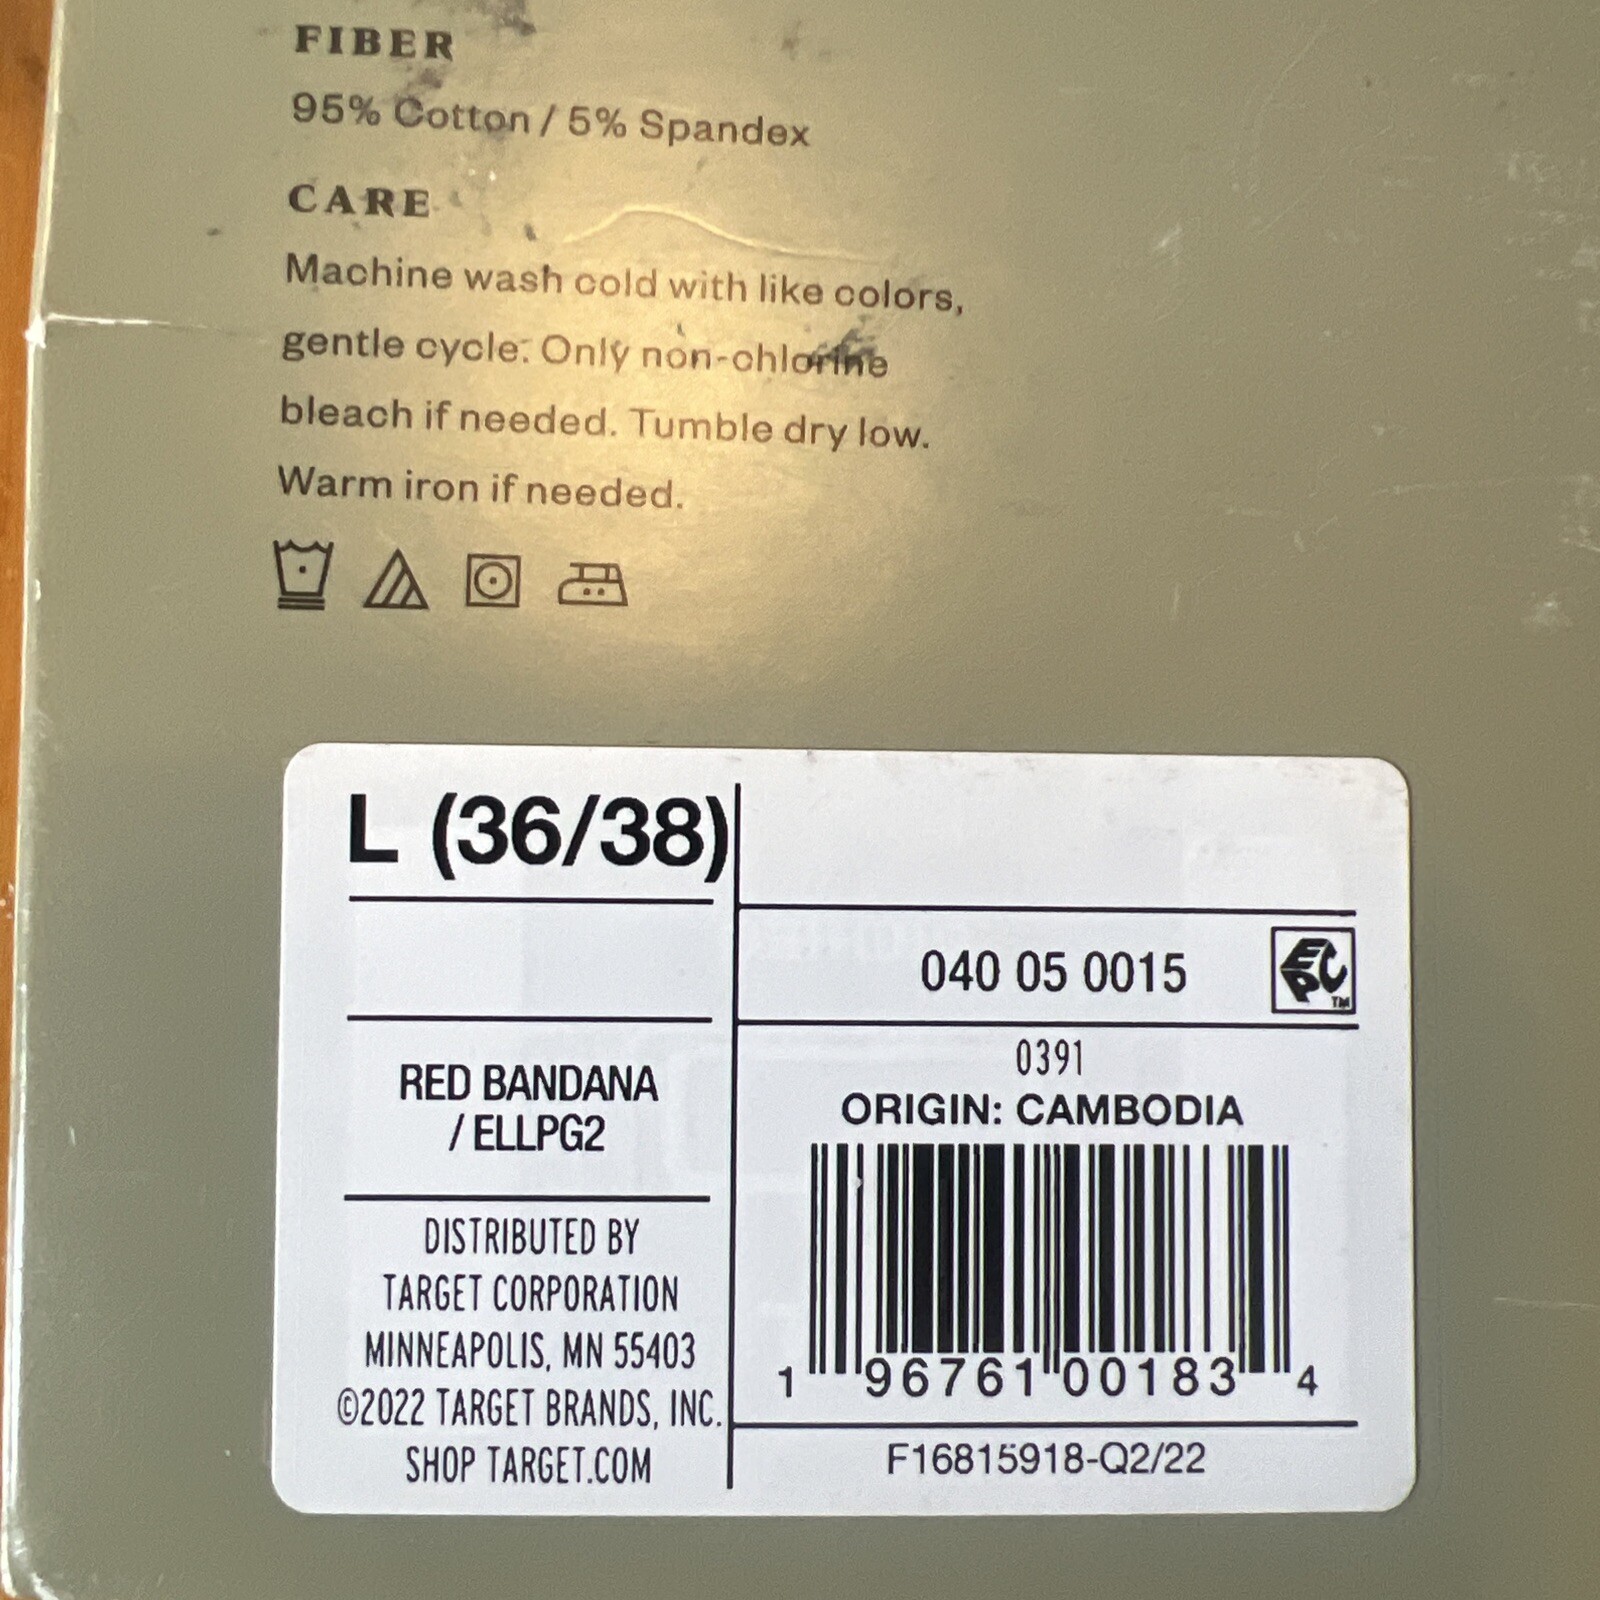 FIBER
95% Cotton / 5% Spandex
CARE
Machine wash cold with like colors,
gentle cycle. Only non-chlorine
bleach if needed. Tumble dry low.
Warm iron if needed.
L (36/38)
040 05 0015
EPC TM
RED BANDANA
/ ELLPG2
DISTRIBUTED BY
TARGET CORPORATION
MINNEAPOLIS, MN 55403
©2022 TARGET BRANDS, INC.
SHOP TARGET.COM
0391
ORIGIN: CAMBODIA
1 96761 00183 4
F16815918-Q2/22